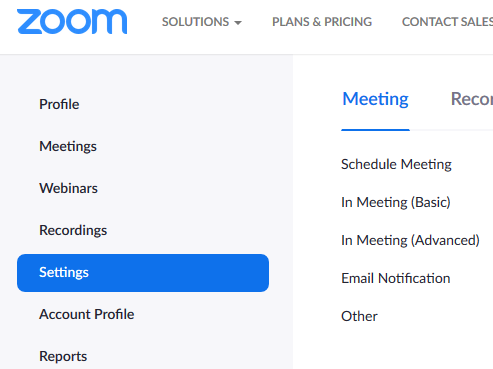 zoom SOLUTIONS PLANS & PRICING CONTACT SALES
Profile
Meetings
Webinars
Recordings
Settings
Account Profile
Reports
Meeting
Schedule Meeting
In Meeting (Basic)
In Meeting (Advanced)
Email Notification
Other